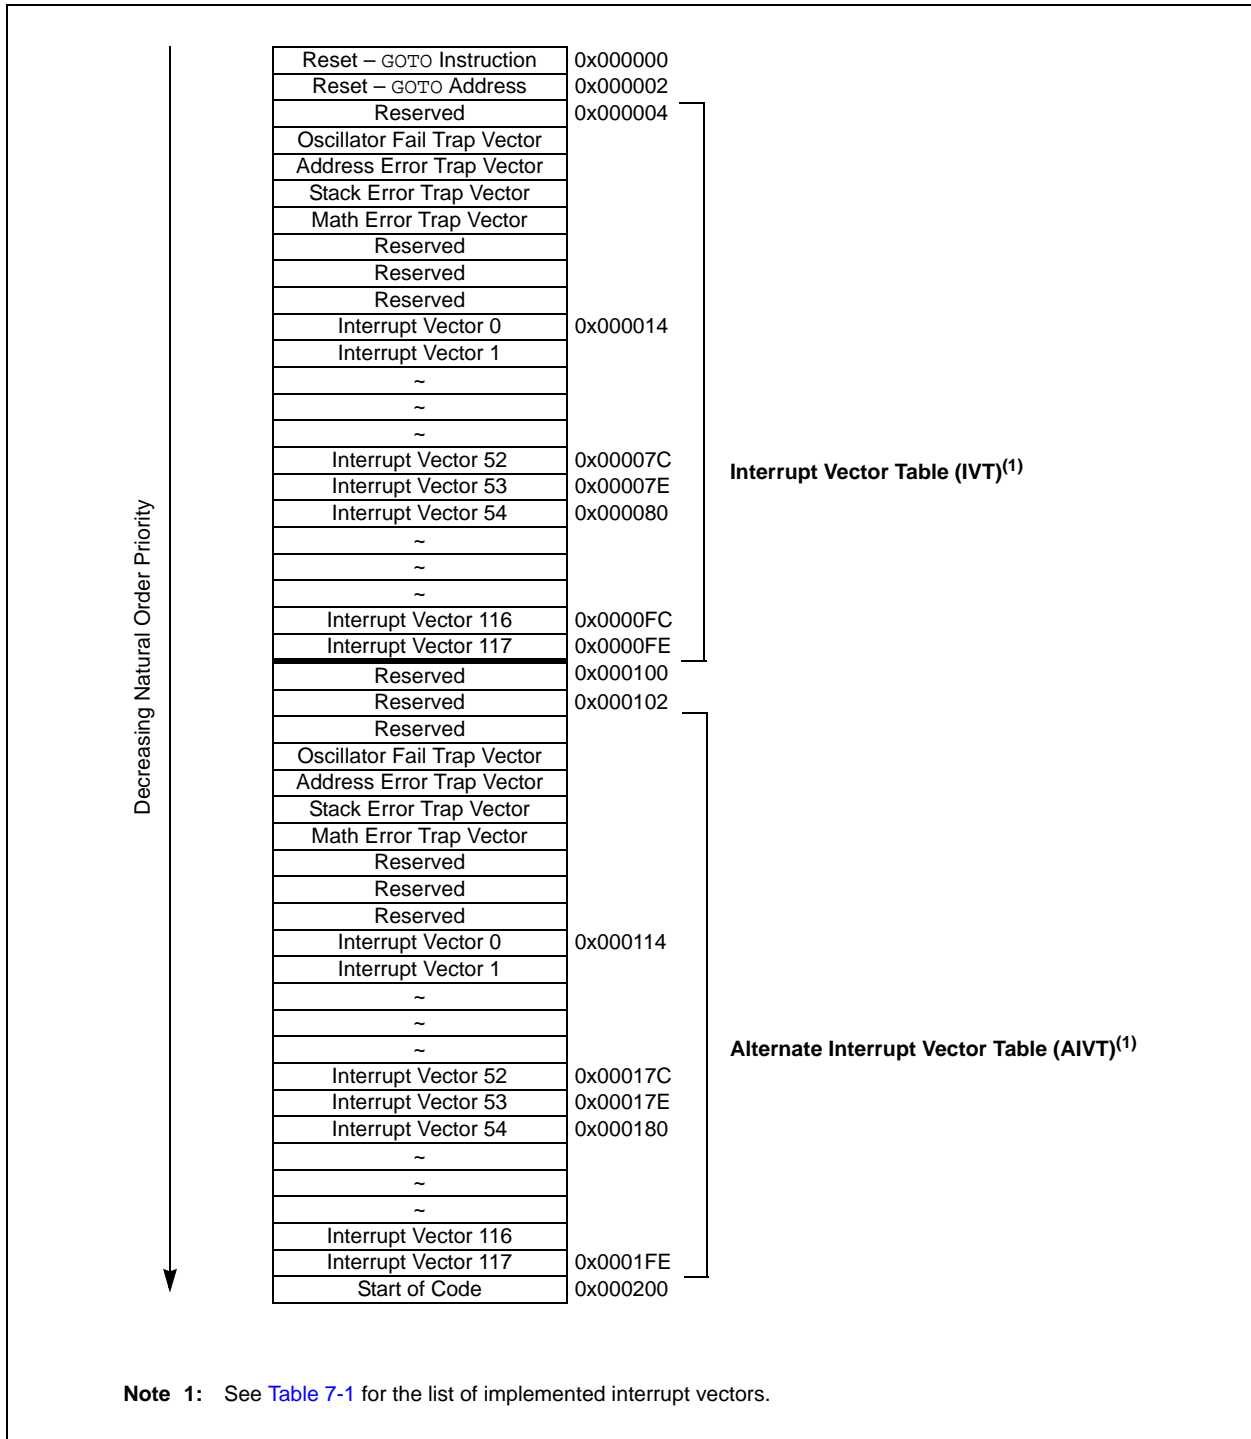 Reset – GOTO Instruction 0x000000
Reset – GOTO Address 0x000002
Reserved 0x000004
Oscillator Fail Trap Vector
Address Error Trap Vector
Stack Error Trap Vector
Math Error Trap Vector
Reserved
Reserved
Reserved
Interrupt Vector 0 0x000014
Interrupt Vector 1
~
~
~
Interrupt Vector 52 0x00007C
Interrupt Vector 53 0x00007E
Interrupt Vector 54 0x000080
~
~
~
Interrupt Vector 116 0x0000FC
Interrupt Vector 117 0x0000FE
Interrupt Vector Table (IVT)(1)
Decreasing Natural Order Priority
Reserved 0x000100
Reserved 0x000102
Reserved
Oscillator Fail Trap Vector
Address Error Trap Vector
Stack Error Trap Vector
Math Error Trap Vector
Reserved
Reserved
Reserved
Interrupt Vector 0 0x000114
Interrupt Vector 1
~
~
~
Interrupt Vector 52 0x00017C
Interrupt Vector 53 0x00017E
Interrupt Vector 54 0x000180
~
~
~
Interrupt Vector 116
Interrupt Vector 117 0x0001FE
Alternate Interrupt Vector Table (AIVT)(1)
Start of Code 0x000200
Note 1: See Table 7-1 for the list of implemented interrupt vectors.